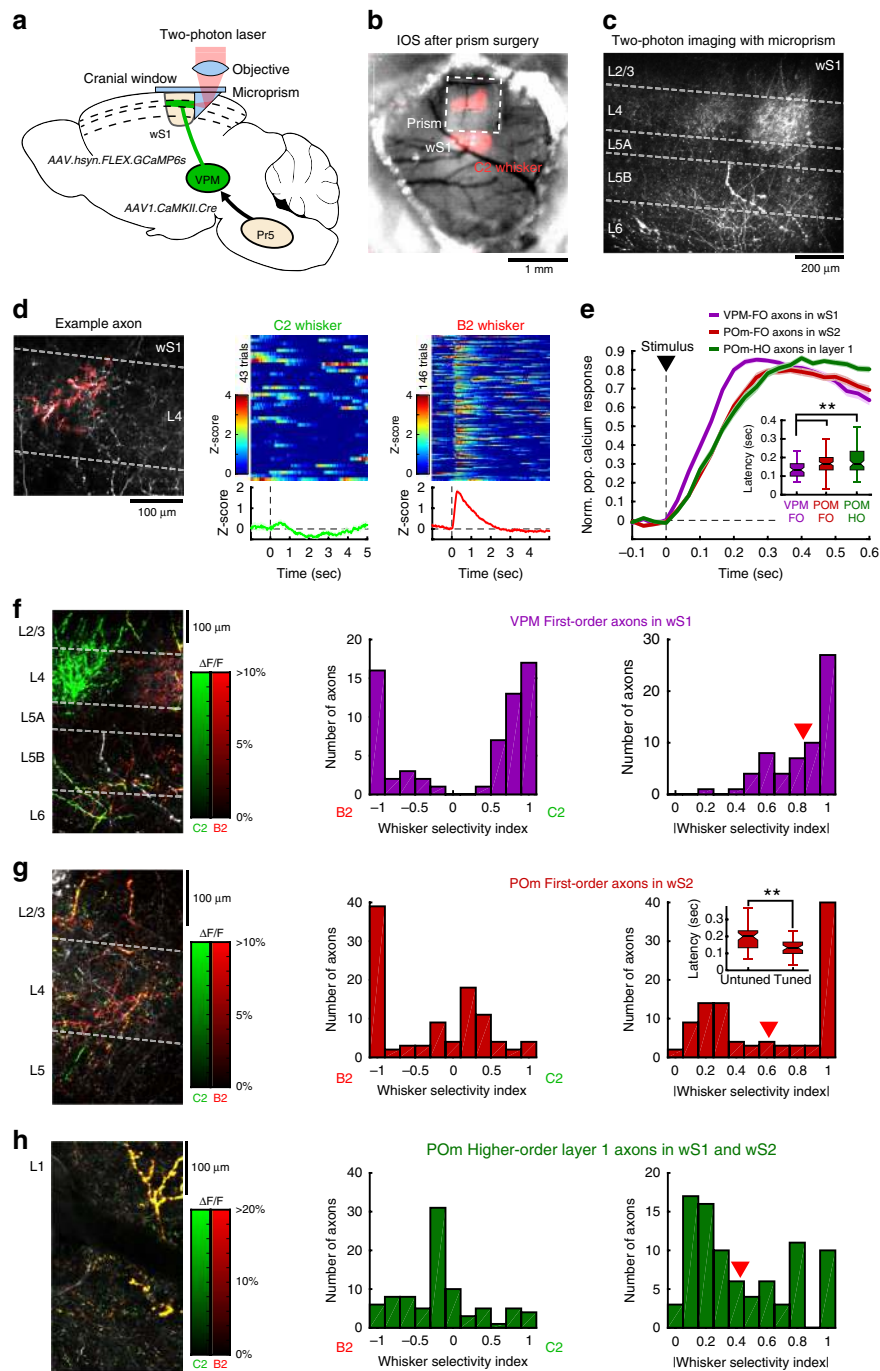 a
Two-photon laser
Objective
Cranial window
Microprism
wS1
AAV.hsyn.FLEX.GCaMP6s
VPM
AAV1.CaMKII.Cre
Pr5
b
IOS after prism surgery
Prism
wS1
C2 whisker
1 mm
c
Two-photon imaging with microprism
L2/3
wS1
L4
L5A
L5B
L6
200 μm
d
Example axon
wS1
L4
100 μm
C2 whisker
43 trials
4
2
0
Z-score
2
1
0
Z-score
0 1 2 3 4 5
Time (sec)
B2 whisker
146 trials
4
2
0
Z-score
2
1
0
Z-score
0 1 2 3 4
Time (sec)
e
VPM-FO axons in wS1
POm-FO axons in wS2
POm-HO axons in layer 1
Stimulus
0.9
0.8
0.7
0.6
0.5
0.4
0.3
0.2
0.1
0
Norm. pop. calcium response
−0.1 0 0.1 0.2 0.3 0.4 0.5 0.6
Time (sec)
**
0.4
0.2
0
Latency (sec)
VPM FO
POM FO
POM HO
f
L2/3
L4
L5A
L5B
L6
100 μm
ΔF/F
>10%
5%
0%
C2 B2
VPM First-order axons in wS1
20
15
10
5
0
Number of axons
−1 −0.5 0 0.5 1
B2 Whisker selectivity index C2
30
20
10
0
Number of axons
0 0.2 0.4 0.6 0.8 1
|Whisker selectivity index|
g
L2/3
L4
L5
100 μm
ΔF/F
>10%
5%
0%
C2 B2
POm First-order axons in wS2
40
30
20
10
0
Number of axons
−1 −0.5 0 0.5 1
B2 Whisker selectivity index C2
40
30
20
10
0
Number of axons
**
0.3
0.2
0.1
0
Latency (sec)
Untuned Tuned
0 0.2 0.4 0.6 0.8 1
|Whisker selectivity index|
h
L1
100 μm
ΔF/F
>20%
10%
0%
C2 B2
POm Higher-order layer 1 axons in wS1 and wS2
40
30
20
10
0
Number of axons
−1 −0.5 0 0.5 1
B2 Whisker selectivity index C2
20
15
10
5
0
Number of axons
0 0.2 0.4 0.6 0.8 1
|Whisker selectivity index|